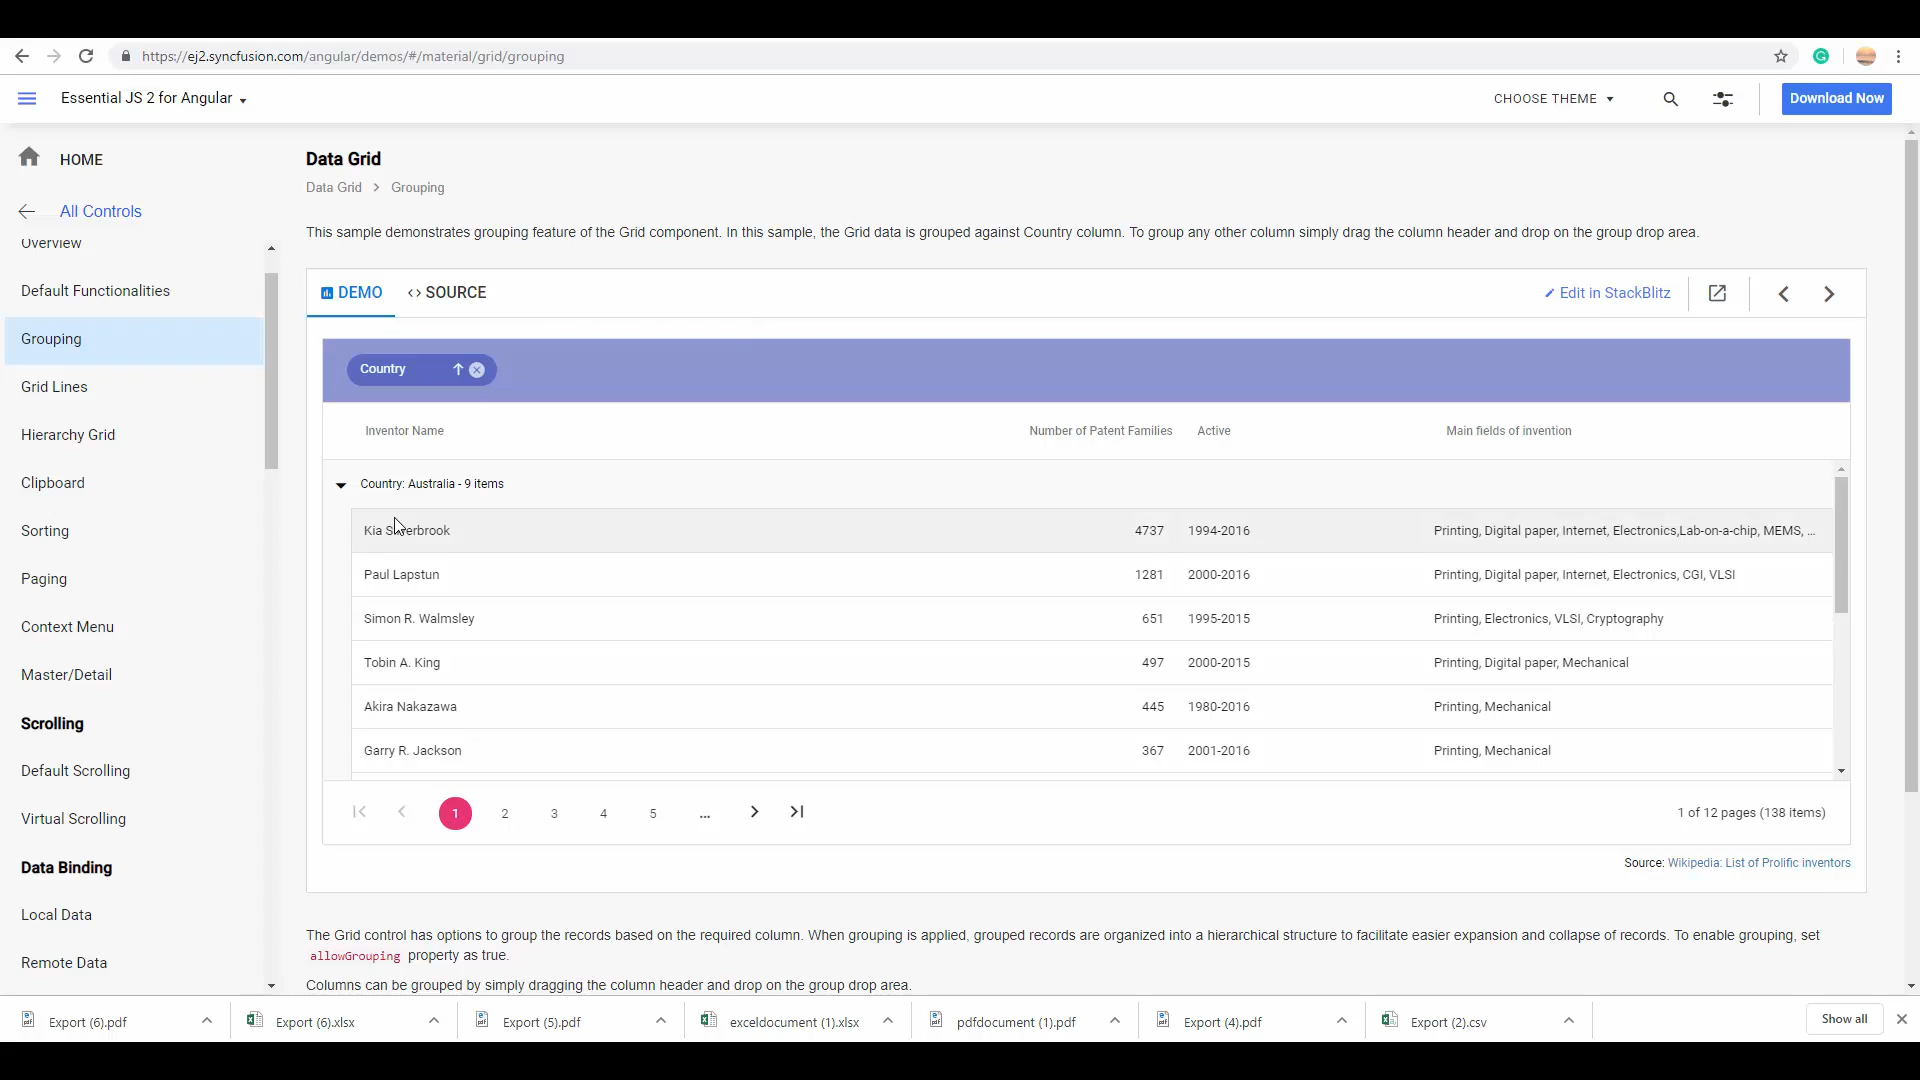 https://ej2.syncfusion.com/angular/demos/#/material/grid/grouping
Essential JS 2 for Angular
CHOOSE THEME
Download Now
HOME
All Controls
Overview
Default Functionalities
Grouping
Grid Lines
Hierarchy Grid
Clipboard
Sorting
Paging
Context Menu
Master/Detail
Scrolling
Default Scrolling
Virtual Scrolling
Data Binding
Local Data
Remote Data
Data Grid
Data Grid > Grouping
This sample demonstrates grouping feature of the Grid component. In this sample, the Grid data is grouped against Country column. To group any other column simply drag the column header and drop on the group drop area.
DEMO <> SOURCE
Edit in StackBlitz
Country
Inventor Name Number of Patent Families Active Main fields of invention
Country: Australia - 9 items
Kia 4737 1994-2016 Printing, Digital paper, Internet, Electronics,Lab-on-a-chip, MEMS, ...
Paul Lapstun 1281 2000-2016 Printing, Digital paper, Internet, Electronics, CGI, VLSI
Simon R. Walmsley 651 1995-2015 Printing, Electronics, VLSI, Cryptography
Tobin A. King 497 2000-2015 Printing, Digital paper, Mechanical
Akira Nakazawa 445 1980-2016 Printing, Mechanical
Garry R. Jackson 367 2001-2016 Printing, Mechanical
1 2 3 4 5 ... 1 of 12 pages (138 items)
Source: Wikipedia: List of Prolific inventors
The Grid control has options to group the records based on the required column. When grouping is applied, grouped records are organized into a hierarchical structure to facilitate easier expansion and collapse of records. To enable grouping, set
allowGrouping property as true.
Columns can be grouped by simply dragging the column header and drop on the group drop area.
Export (6).pdf Export (6).xlsx Export (5).pdf exceldocument (1).xlsx pdfdocument (1).pdf Export (4).pdf Export (2).csv Show all